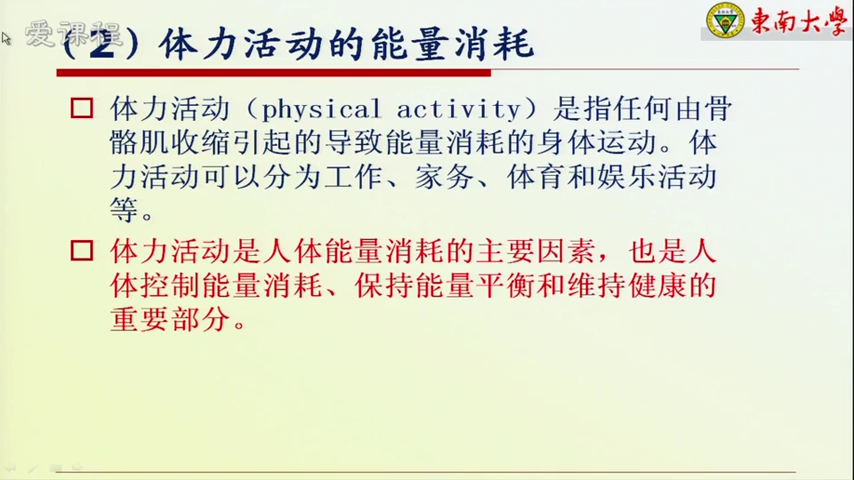 爱课程
（2）体力活动的能量消耗
東南大學
体力活动（physical activity）是指任何由骨
骼肌收缩引起的导致能量消耗的身体运动。体
力活动可以分为工作、家务、体育和娱乐活动
等。
体力活动是人体能量消耗的主要因素，也是人
体控制能量消耗、保持能量平衡和维持健康的
重要部分。